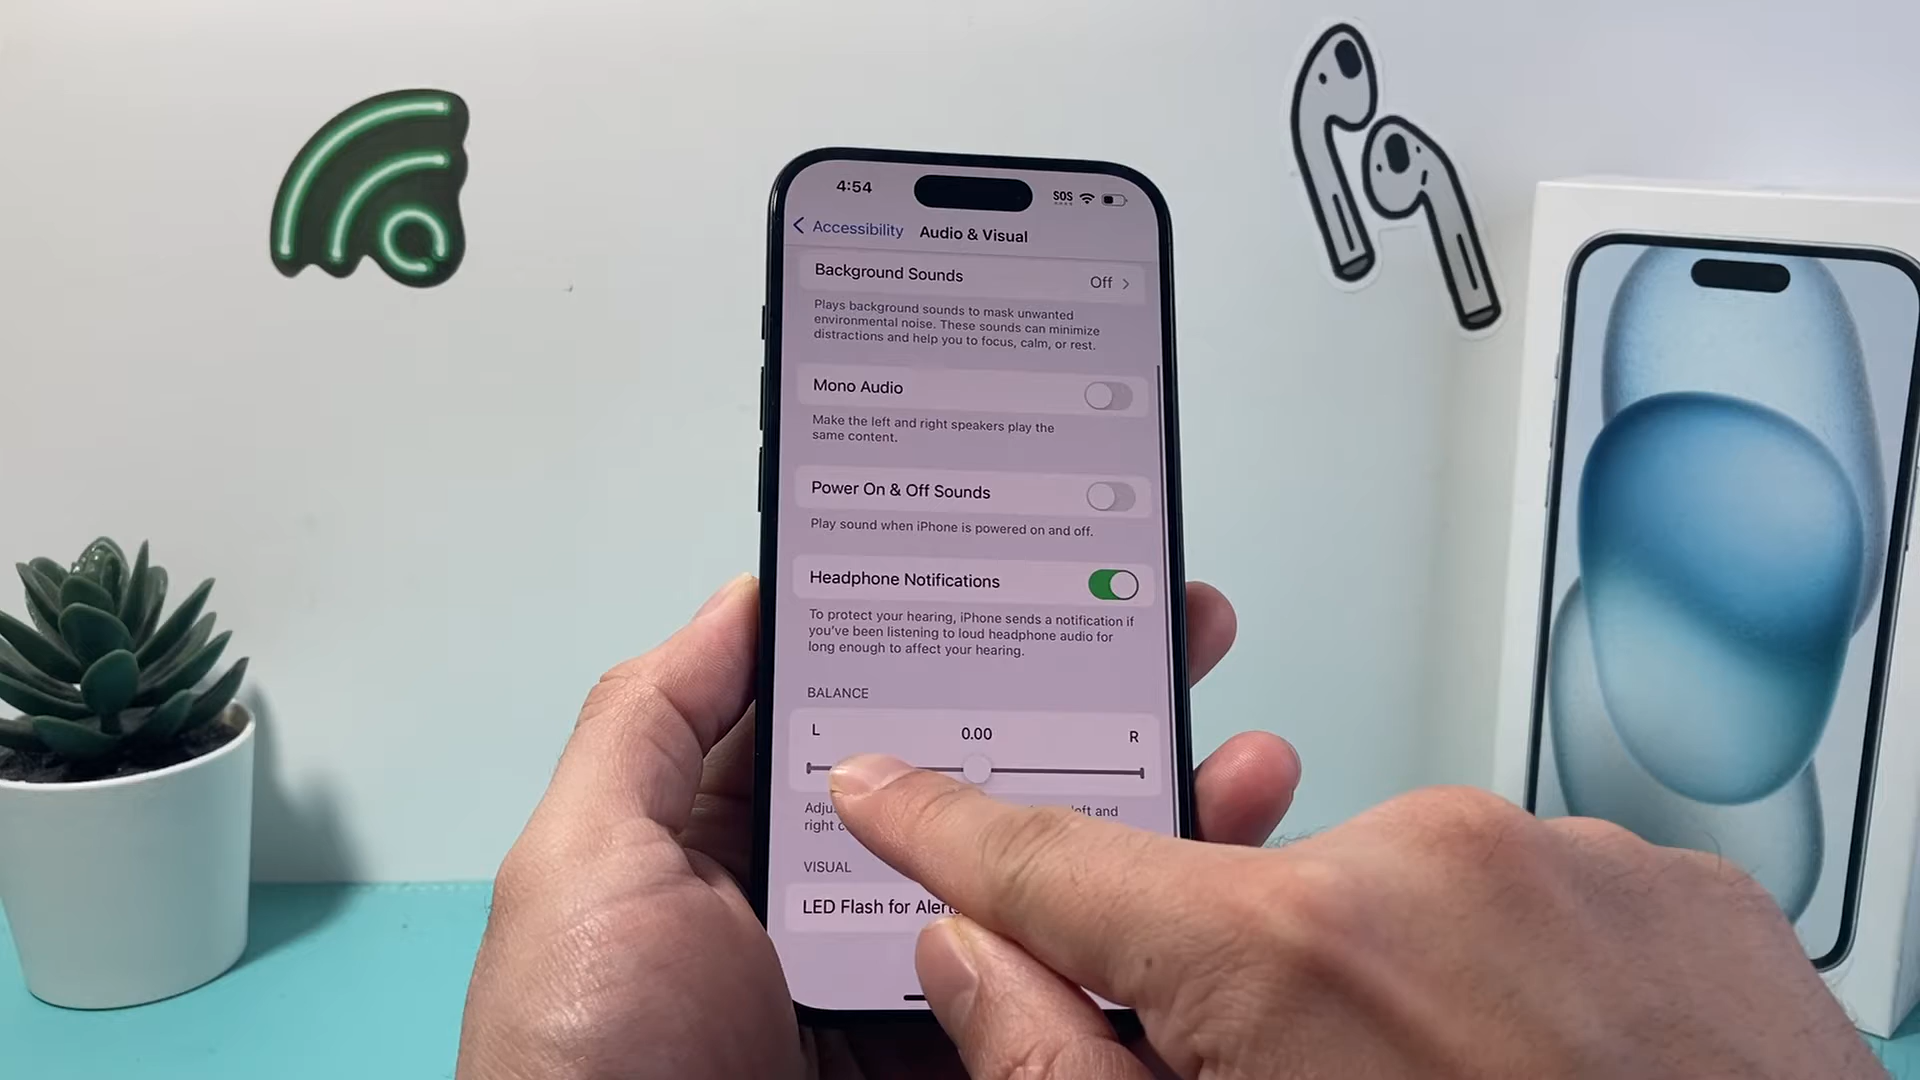 4:54
SOS
Accessibility
Audio & Visual
Background Sounds
Off
Plays background sounds to mask unwanted
environmental noise. These sounds can minimize
distractions and help you to focus, calm, or rest.
Mono Audio
Make the left and right speakers play the
same content.
Power On & Off Sounds
Play sound when iPhone is powered on and off.
Headphone Notifications
To protect your hearing, iPhone sends a notification if
you've been listening to loud headphone audio for
long enough to affect your hearing.
BALANCE
L
0.00
R
left and
right
VISUAL
LED Flash for Alerts